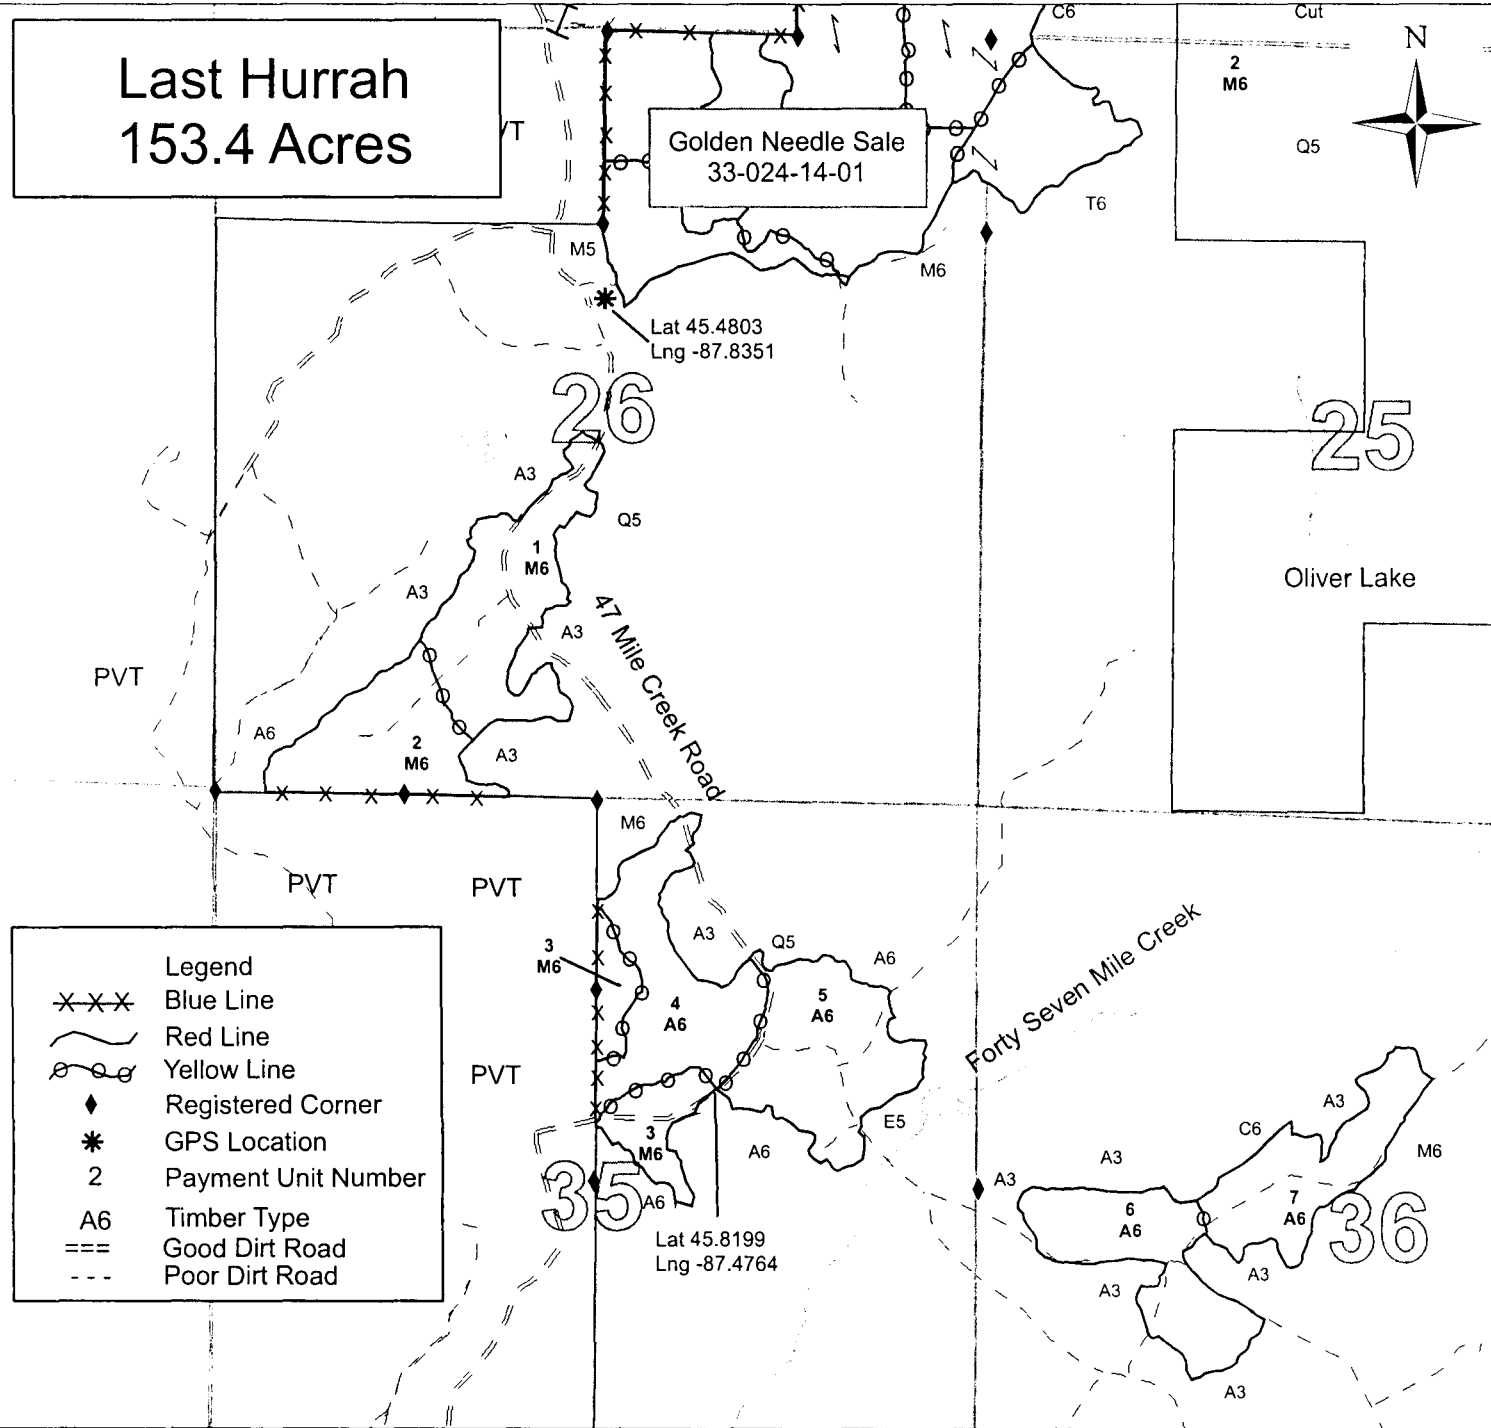 Last Hurrah
153.4 Acres
VT
C6
Cut
N
2
M6
Q5
Golden Needle Sale
33-024-14-01
T6
M5
M6
Lat 45.4803
Lng -87.8351
26
25
A3
Q5
1
M6
Oliver Lake
A3
A3
47 Mile Creek Road
PVT
A6
2
M6
A3
M6
PVT
PVT
A3
Q5
A6
Forty Seven Mile Creek
3
M6
4
A6
5
A6
PVT
Legend
Blue Line
Red Line
Yellow Line
Registered Corner
GPS Location
2 Payment Unit Number
A6 Timber Type
Good Dirt Road
Poor Dirt Road
3
M6
A6
E5
A6
35
Lat 45.8199
Lng -87.4764
A3
A3
C6
A3
M6
6
A6
7
A6
36
A3
A3
A3